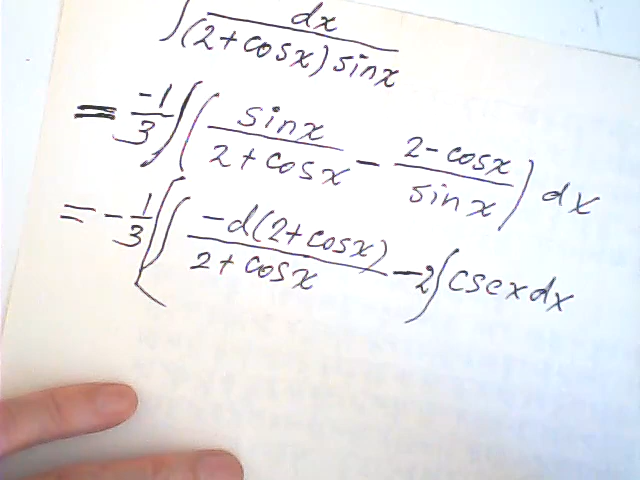 ∫ dx / (2+cosx) sinx
= -1/3 ∫ ( sinx / 2+cosx − 2-cosx / sinx ) dx
= -1/3 ( ∫ -d(2+cosx) / 2+cosx − 2 ∫ cscx dx